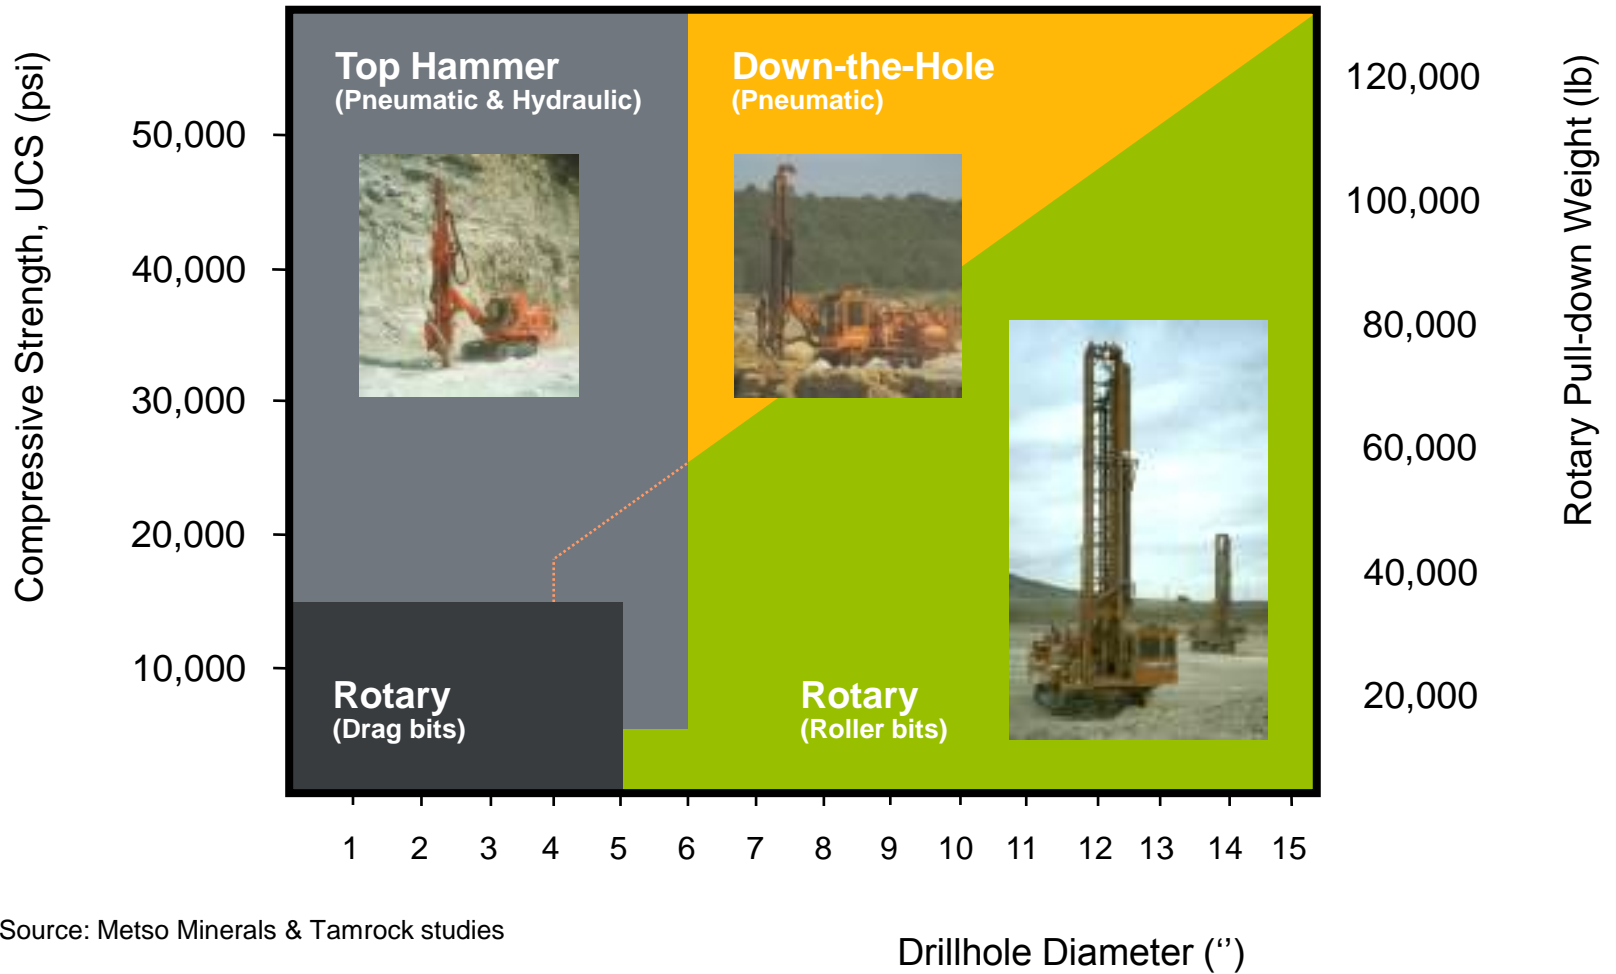 Compressive Strength, UCS (psi)
50,000
40,000
30,000
20,000
10,000
Top Hammer
(Pneumatic & Hydraulic)
Down-the-Hole
(Pneumatic)
Rotary
(Drag bits)
Rotary
(Roller bits)
120,000
100,000
80,000
60,000
40,000
20,000
Rotary Pull-down Weight (lb)
1 2 3 4 5 6 7 8 9 10 11 12 13 14 15
Source: Metso Minerals & Tamrock studies
Drillhole Diameter (‘’)